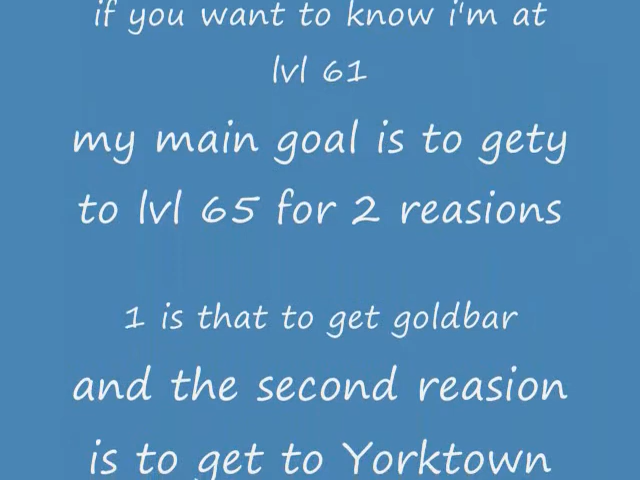 if you want to know i'm at
lvl 61
my main goal is to gety
to lvl 65 for 2 reasions
1 is that to get goldbar
and the second reasion
is to get to Yorktown